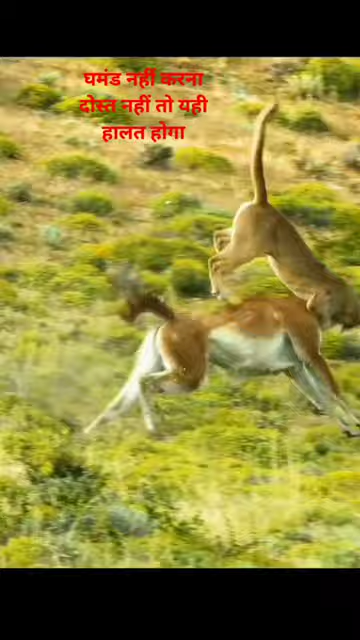 घमंड नहीं करना
दोस्त नहीं तो यही
हालत होगा